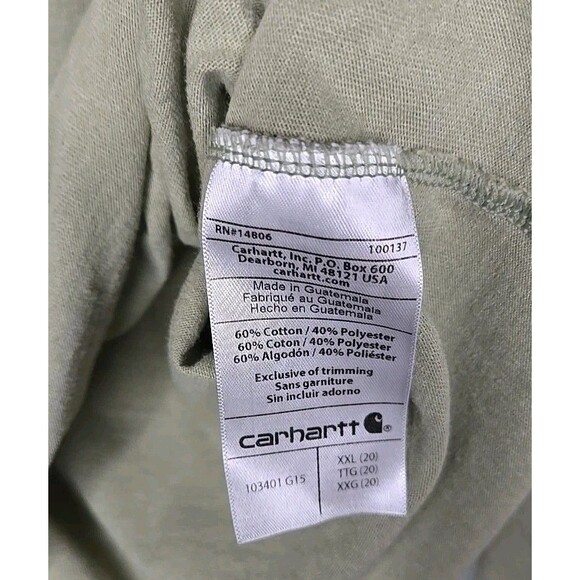 RN#14806 100137
Carhartt, Inc. P.O. Box 600
Dearborn, MI 48121 USA
carhartt.com
Made in Guatemala
Fabriqué au Guatemala
Hecho en Guatemala
60% Cotton / 40% Polyester
60% Coton / 40% Polyester
60% Algodón / 40% Poliéster
Exclusive of trimming
Sans garniture
Sin incluir adorno
carhartt ®
103401 G15
XXL (20)
TTG (20)
XXG (20)